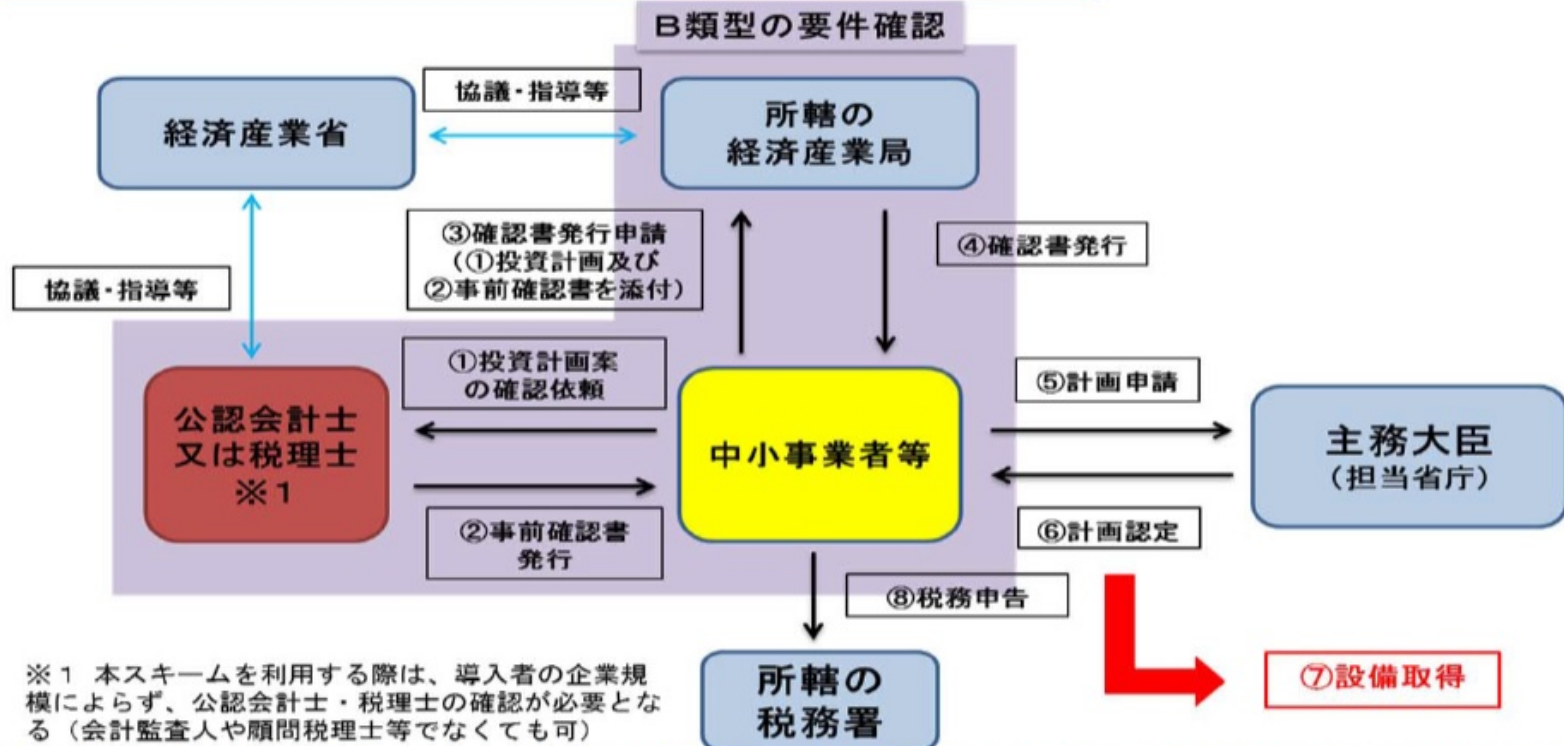 B類型の要件確認
経済産業省
協議・指導等
所轄の
経済産業局
③確認書発行申請
（①投資計画及び
②事前確認書を添付）
④確認書発行
協議・指導等
公認会計士
又は税理士
※１
①投資計画案
の確認依頼
②事前確認書
発行
中小事業者等
⑤計画申請
⑥計画認定
主務大臣
（担当省庁）
⑧税務申告
⑦設備取得
所轄の
税務署
※１ 本スキームを利用する際は、導入者の企業規
模によらず、公認会計士・税理士の確認が必要とな
る（会計監査人や顧問税理士等でなくても可）